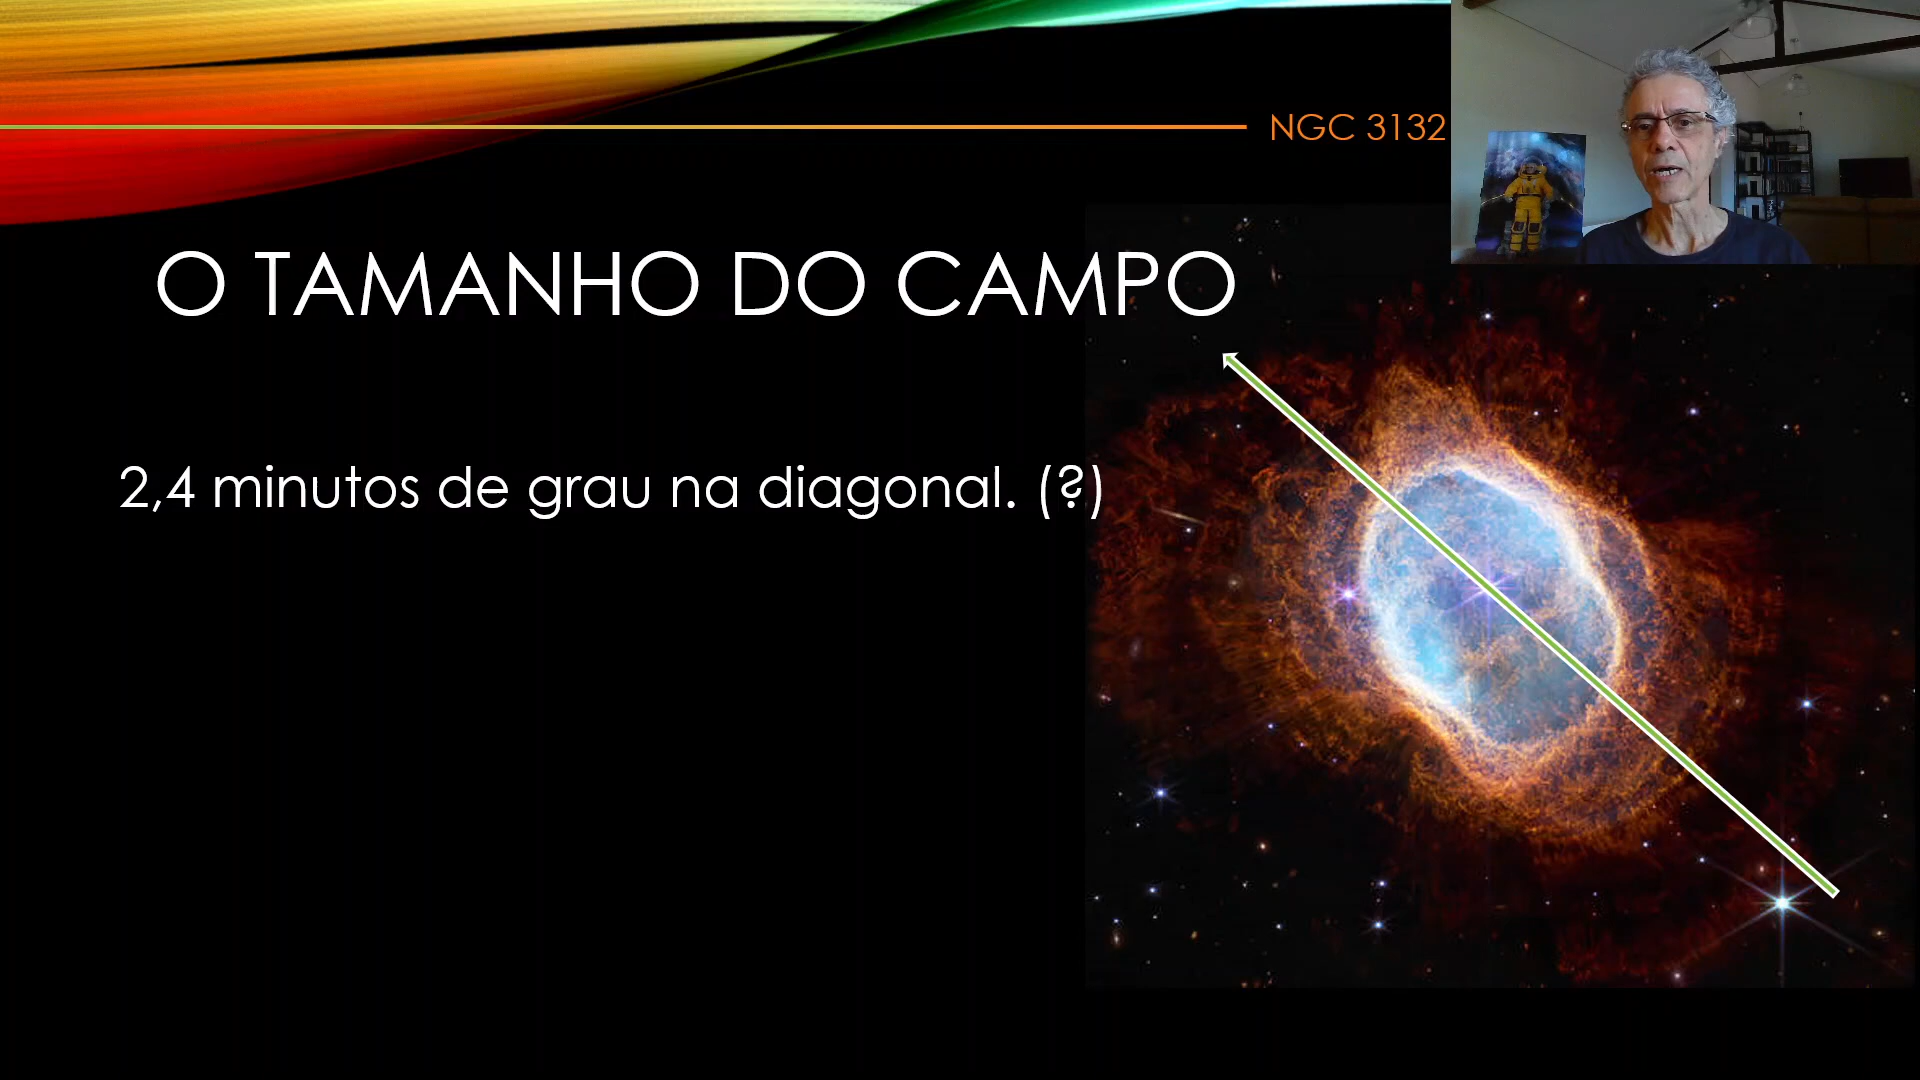 NGC 3132
O TAMANHO DO CAMPO
2,4 minutos de grau na diagonal. (?)